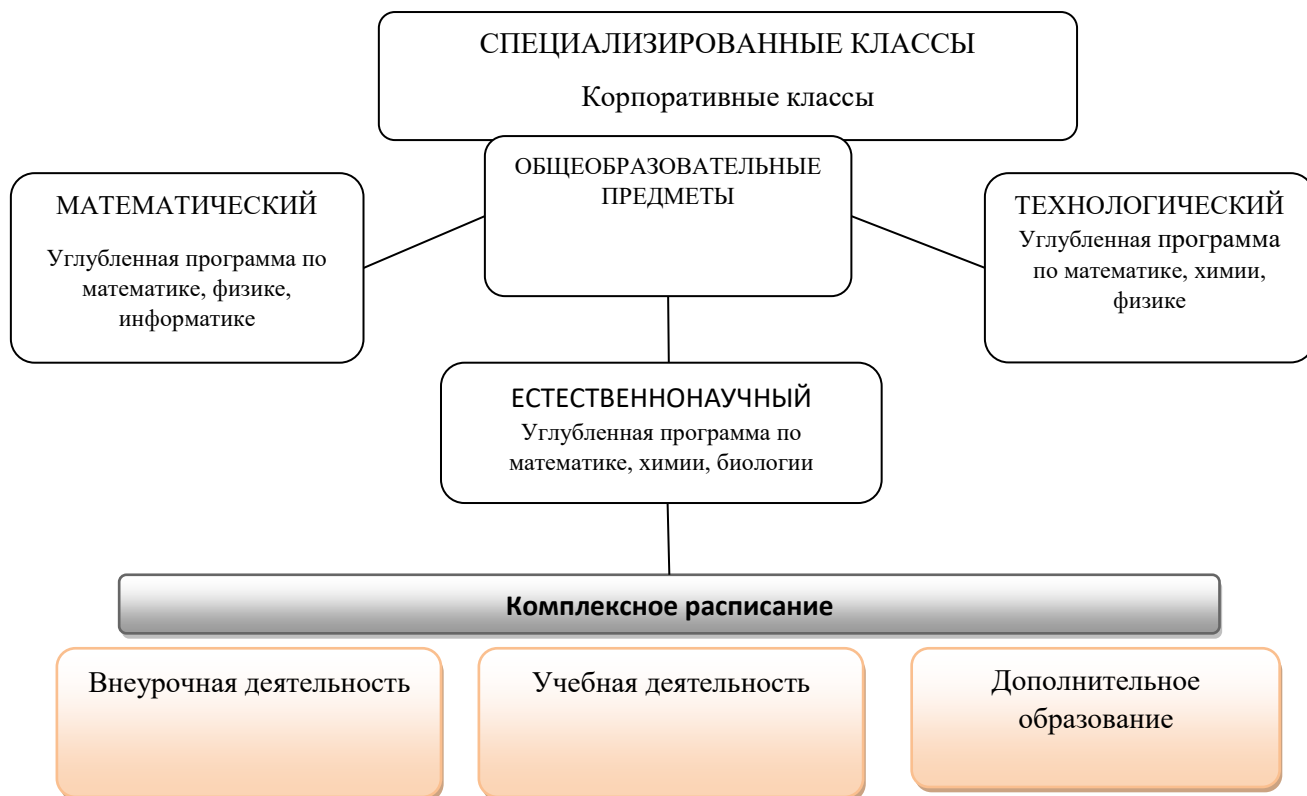 СПЕЦИАЛИЗИРОВАННЫЕ КЛАССЫ
Корпоративные классы
ОБЩЕОБРАЗОВАТЕЛЬНЫЕ
ПРЕДМЕТЫ
МАТЕМАТИЧЕСКИЙ
Углубленная программа по
математике, физике,
информатике
ТЕХНОЛОГИЧЕСКИЙ
Углубленная программа
по математике, химии,
физике
ЕСТЕСТВЕННОНАУЧНЫЙ
Углубленная программа по
математике, химии, биологии
Комплексное расписание
Внеурочная деятельность
Учебная деятельность
Дополнительное
образование